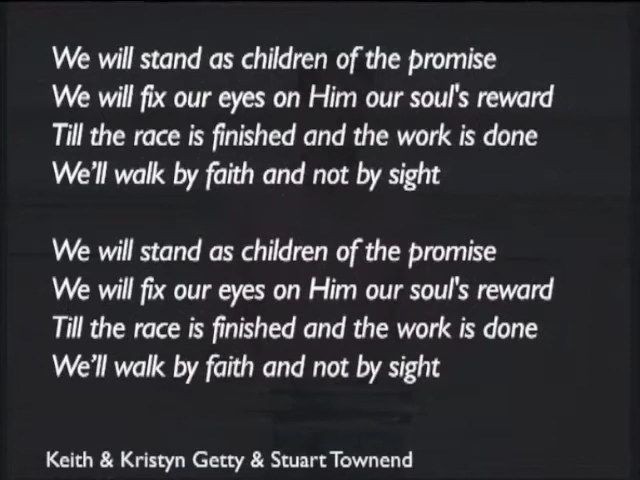 We will stand as children of the promise
We will fix our eyes on Him our soul's reward
Till the race is finished and the work is done
We'll walk by faith and not by sight
We will stand as children of the promise
We will fix our eyes on Him our soul's reward
Till the race is finished and the work is done
We'll walk by faith and not by sight
Keith & Kristyn Getty & Stuart Townend